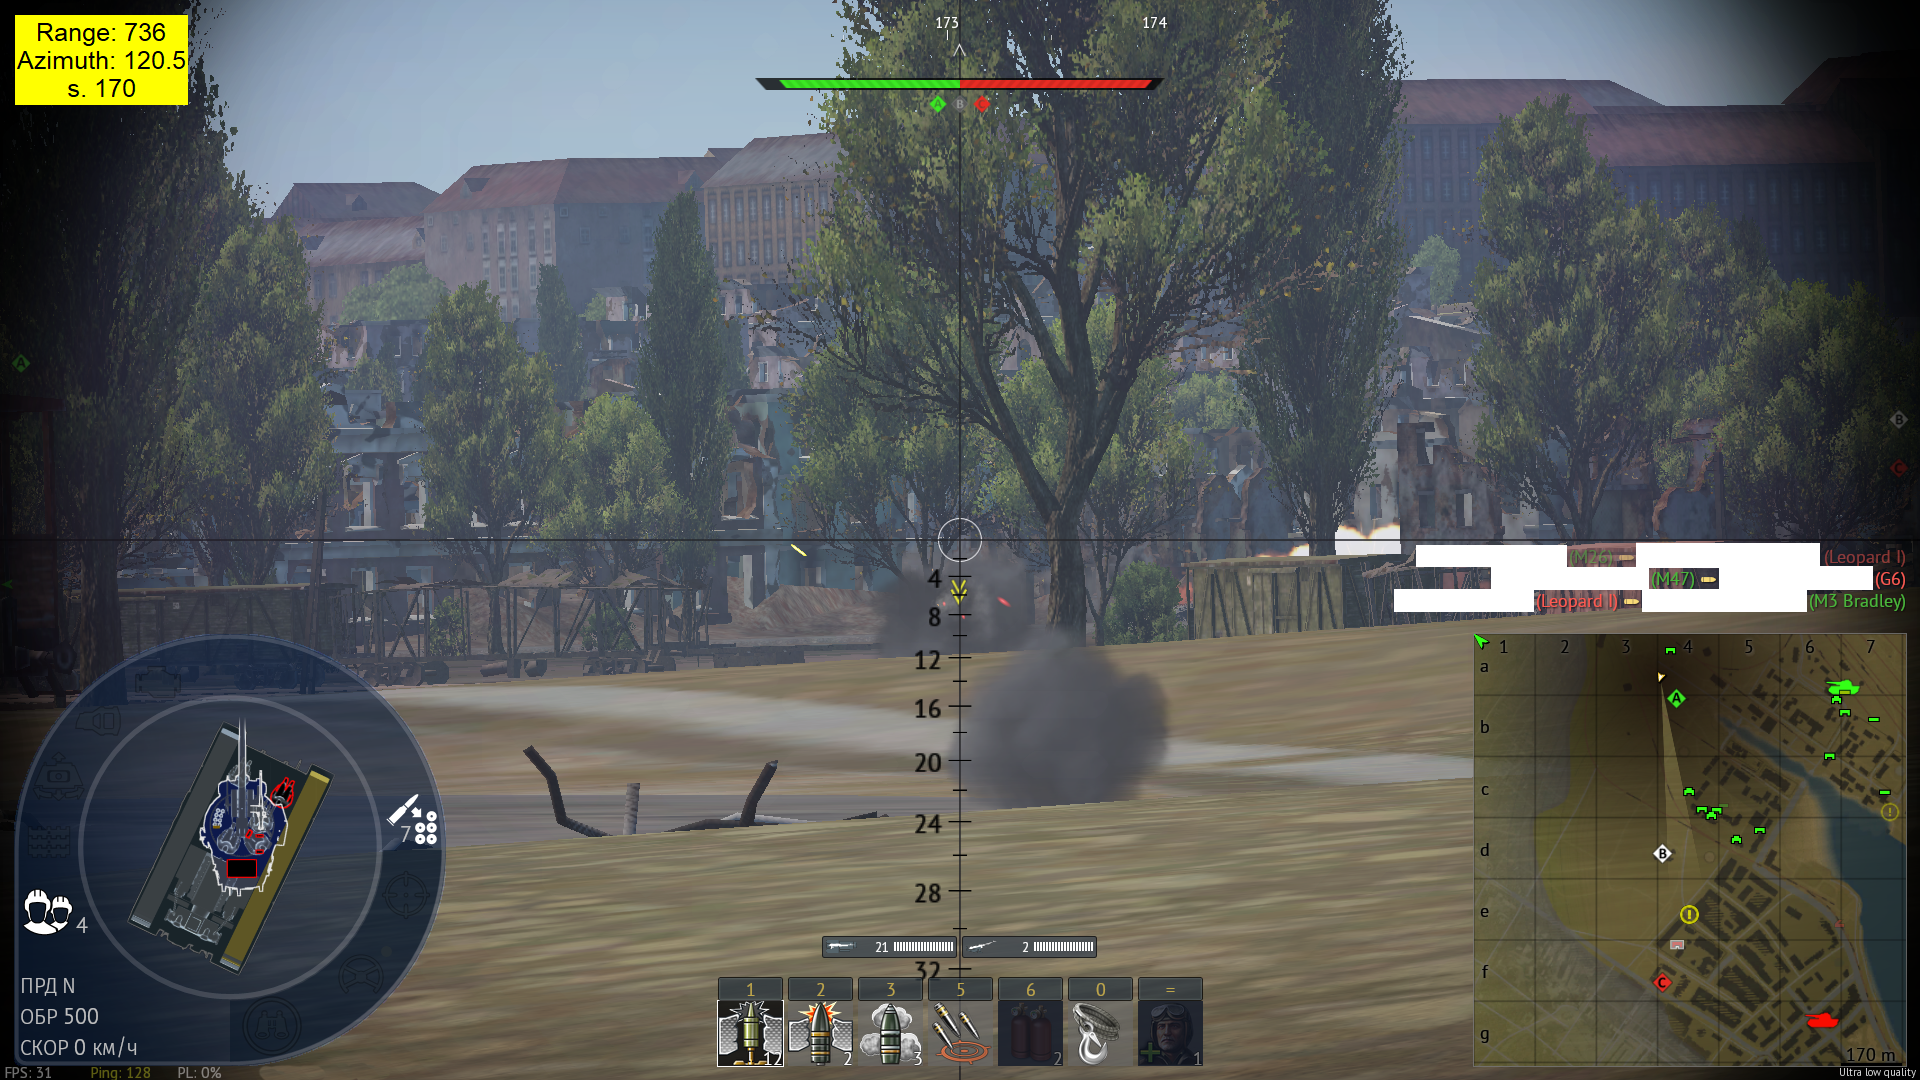 Range: 736
Azimuth: 120.5
s. 170
173
174
A B C
A
B
C
4
8
12
16
20
24
28
32
(M26) (Leopard I)
(M47) (G6)
(Leopard I) (M3 Bradley)
1 2 3 4 5 6 7
a
b
c
d
e
f
g
A
B
C
170 m
7
4
ПРД N
ОБР 500
СКОР 0 км/ч
21
2
1 2 3 5 6 0 =
12 2 3 2 1
FPS: 31 Ping: 128 PL: 0%
Ultra low quality